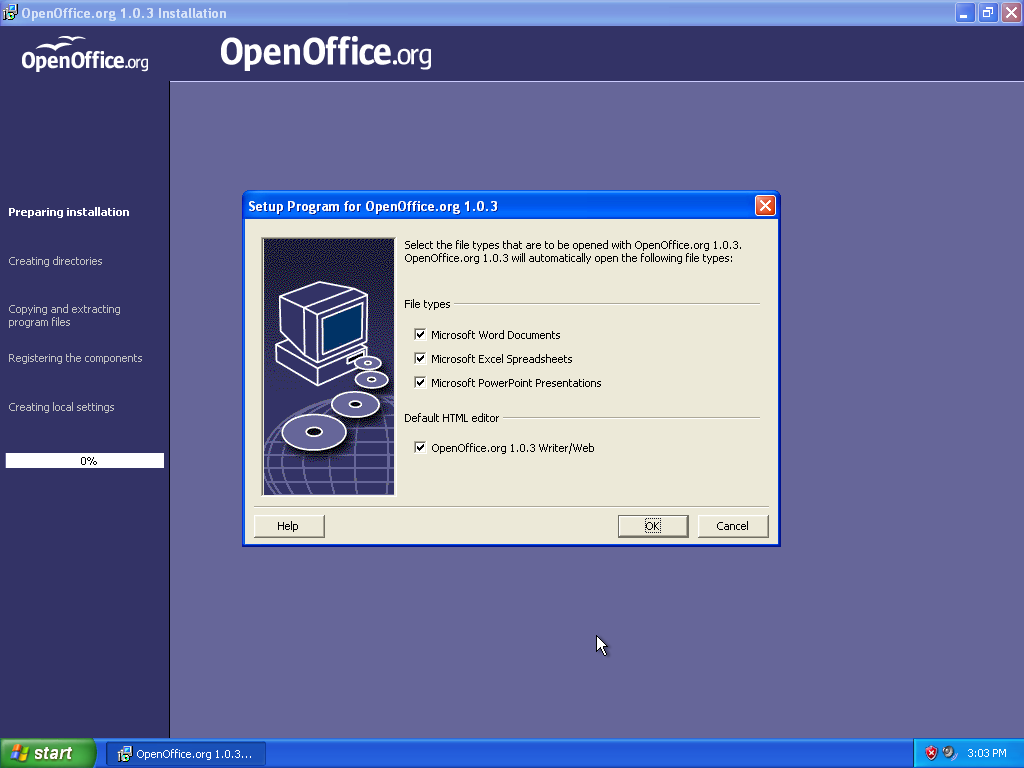 OpenOffice.org 1.0.3 Installation
OpenOffice.org
OpenOffice.org
Preparing installation
Creating directories
Copying and extracting
program files
Registering the components
Creating local settings
0%
Setup Program for OpenOffice.org 1.0.3
Select the file types that are to be opened with OpenOffice.org 1.0.3.
OpenOffice.org 1.0.3 will automatically open the following file types:
File types
Microsoft Word Documents
Microsoft Excel Spreadsheets
Microsoft PowerPoint Presentations
Default HTML editor
OpenOffice.org 1.0.3 Writer/Web
Help
OK
Cancel
start
OpenOffice.org 1.0.3...
3:03 PM